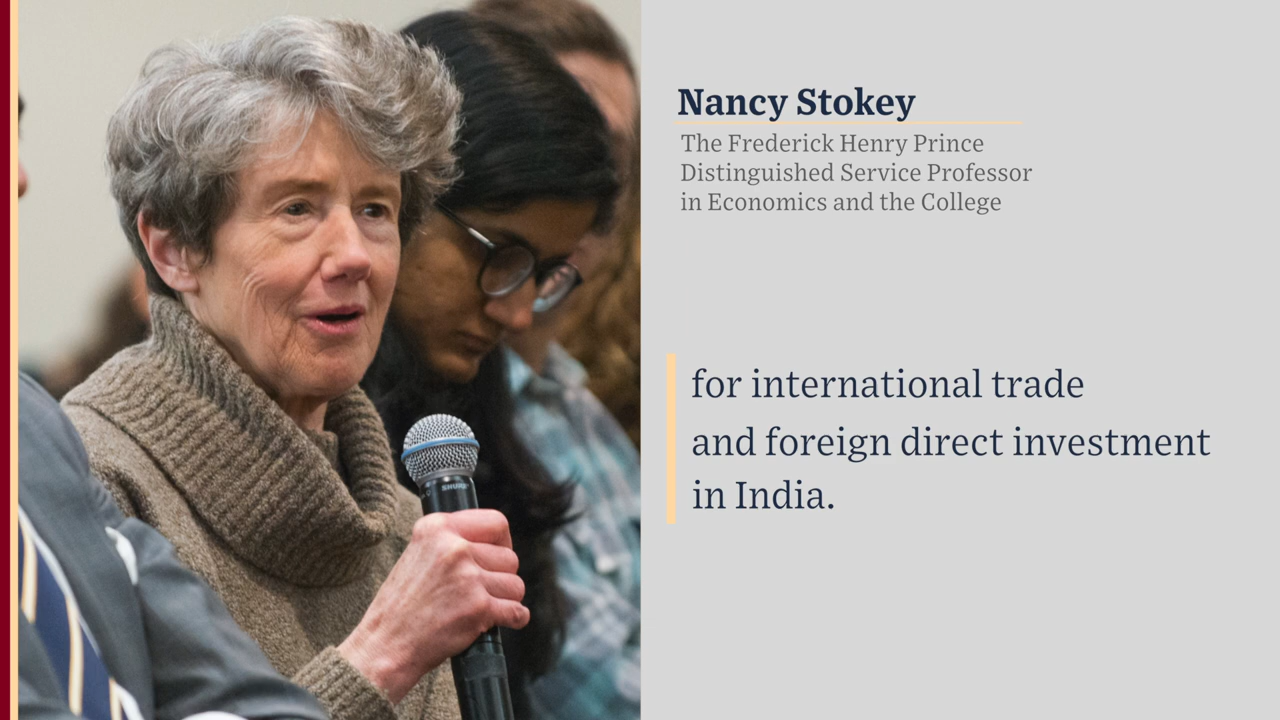 Nancy Stokey
The Frederick Henry Prince
Distinguished Service Professor
in Economics and the College
for international trade
and foreign direct investment
in India.
SHURE